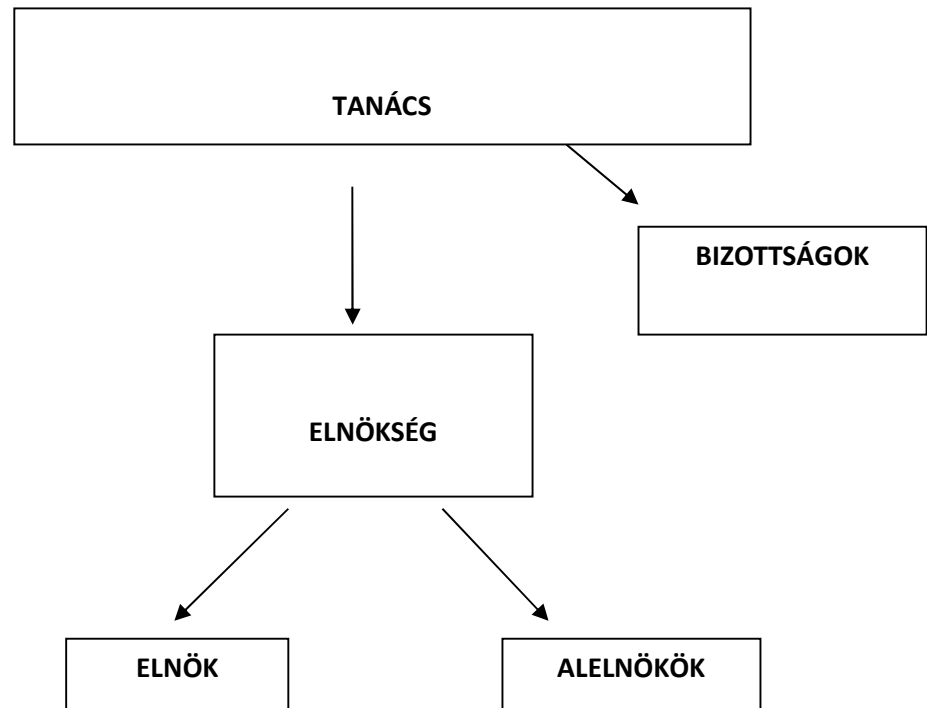 TANÁCS
BIZOTTSÁGOK
ELNÖKSÉG
ELNÖK
ALELNÖKÖK